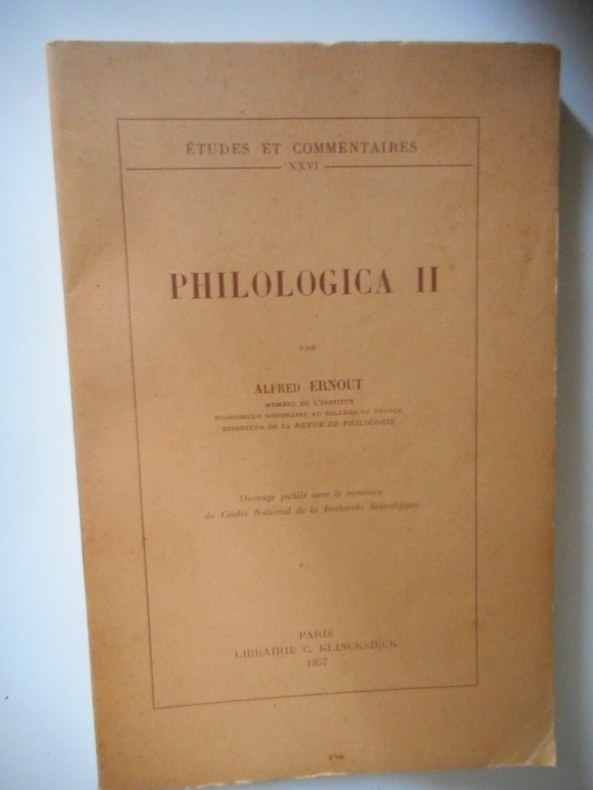 ÉTUDES ET COMMENTAIRES
XXVI
PHILOLOGICA II
PAR
ALFRED ERNOUT
MEMBRE DE L'INSTITUT
PROFESSEUR HONORAIRE AU COLLÈGE DE FRANCE
DIRECTEUR DE LA REVUE DE PHILOLOGIE
Ouvrage publié avec le concours
du Centre National de la Recherche Scientifique
PARIS
LIBRAIRIE C. KLINCKSIECK
1957